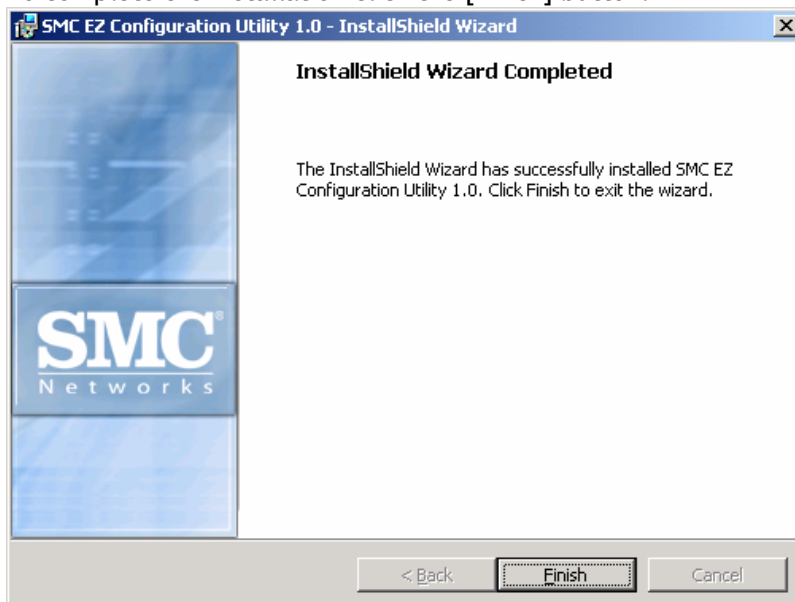 SMC EZ Configuration Utility 1.0 - InstallShield Wizard
InstallShield Wizard Completed
The InstallShield Wizard has successfully installed SMC EZ
Configuration Utility 1.0. Click Finish to exit the wizard.
SMC®
Networks
< Back
Finish
Cancel